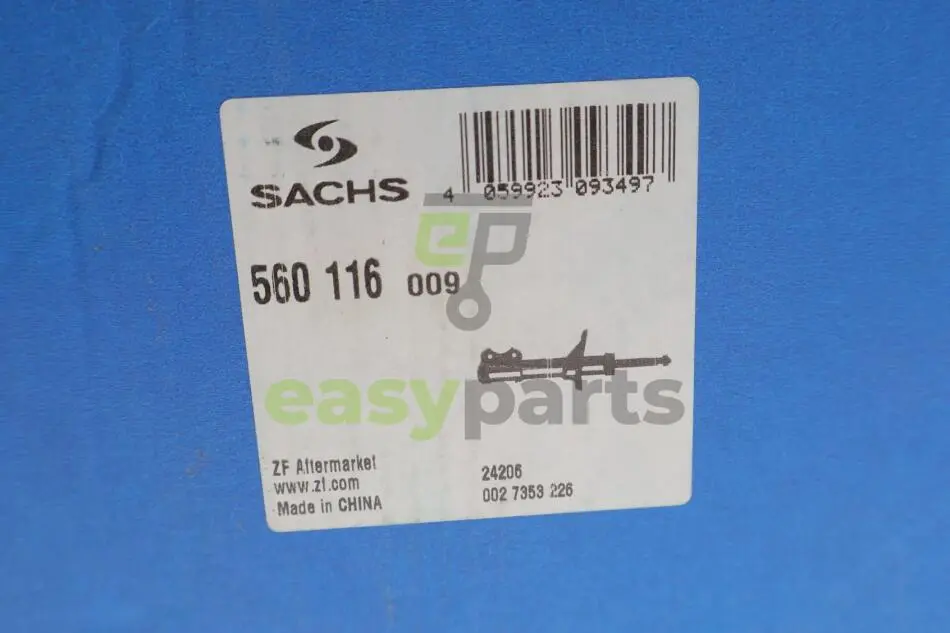 SACHS
4 059923 093497
560 116 009
ep
easyparts
ZF Aftermarket
www.zf.com
Made in CHINA
24206
002 7353 226